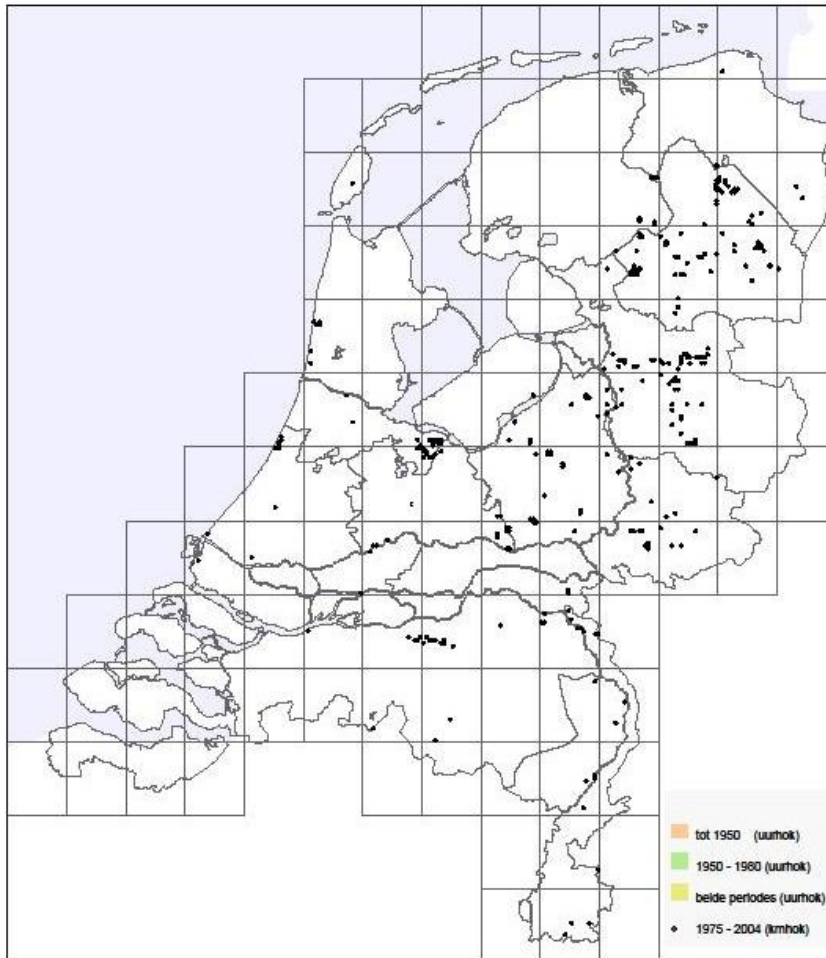 tot 1950 (uurhok)
1950 - 1980 (uurhok)
beide periodes (uurhok)
1975 - 2004 (kmhok)